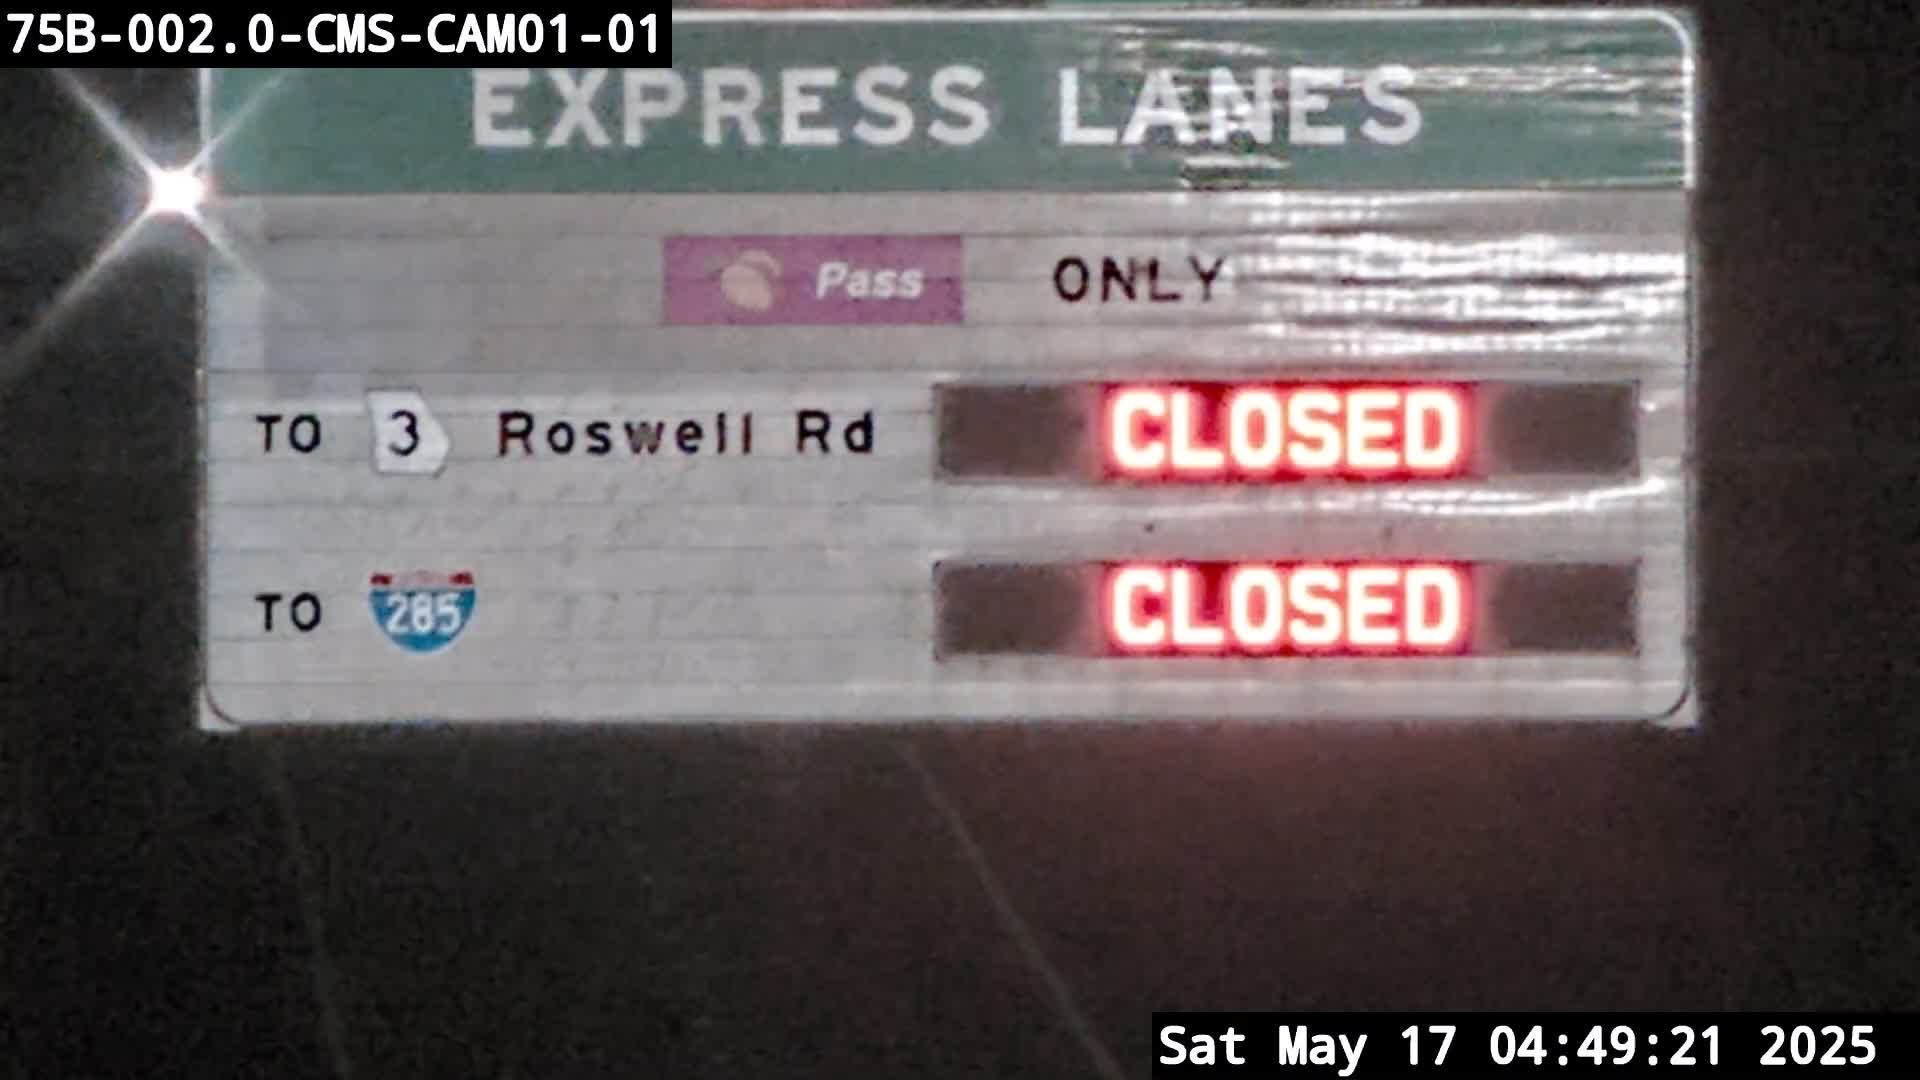 75B-002.0-CMS-CAM01-01
EXPRESS LANES
Pass ONLY
TO 3 Roswell Rd CLOSED
TO 285 CLOSED
Sat May 17 04:49:21 2025